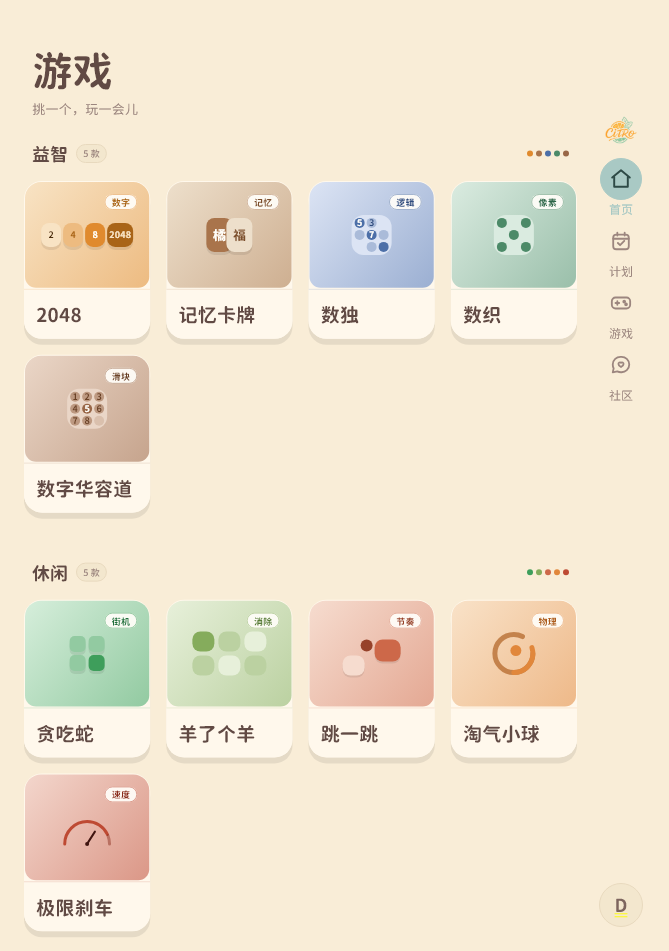 游戏
挑一个，玩一会儿
益智 5 款
数字
2 4 8 2048
2048
记忆
橘 福
记忆卡牌
逻辑
5 3
7
数独
像素
数织
滑块
1 2 3
4 5 6
7 8
数字华容道
休闲 5 款
街机
贪吃蛇
消除
羊了个羊
节奏
跳一跳
物理
淘气小球
速度
极限刹车
Citro
首页
计划
游戏
社区
D